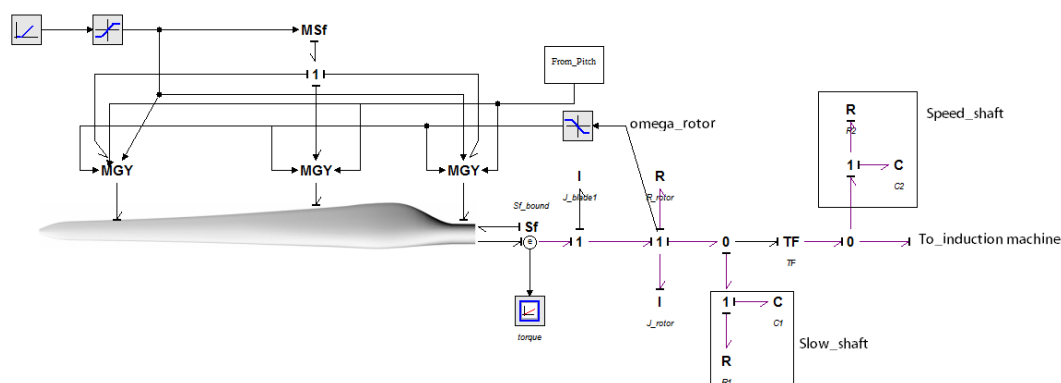 MSf
1
From_Pitch
omega_rotor
MGY
MGY
MGY
I
J_blade1
R
R_rotor
Sf_bound
Sf
e
1
1
0
TF
TF
0
To_induction machine
I
J_rotor
torque
R
R2
1
C
C2
Speed_shaft
1
C
C1
R
R1
Slow_shaft